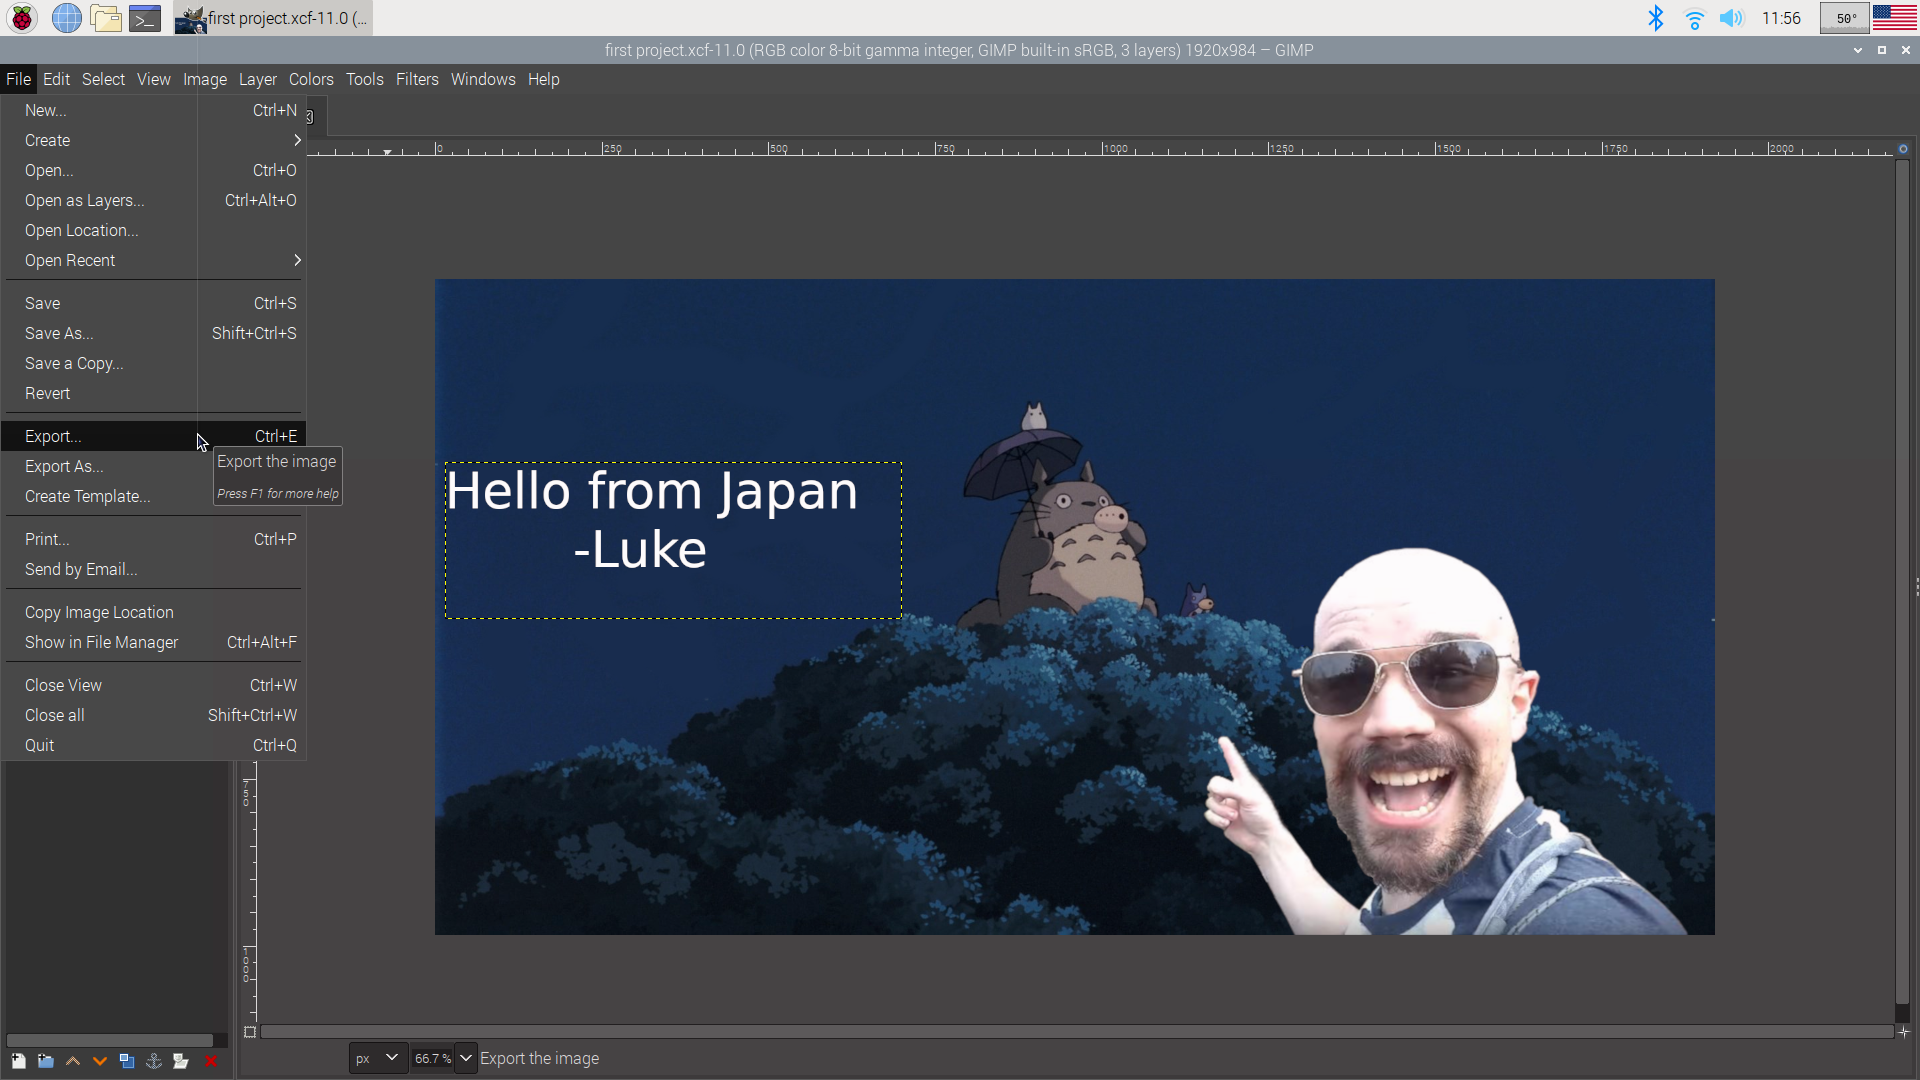 first project.xcf-11.0 (...
11:56
50°
first project.xcf-11.0 (RGB color 8-bit gamma integer, GIMP built-in sRGB, 3 layers) 1920x984 – GIMP
File Edit Select View Image Layer Colors Tools Filters Windows Help
New... Ctrl+N
Create
Open... Ctrl+O
Open as Layers... Ctrl+Alt+O
Open Location...
Open Recent
Save Ctrl+S
Save As... Shift+Ctrl+S
Save a Copy...
Revert
Export... Ctrl+E
Export As...
Create Template...
Export the image
Press F1 for more help
Print... Ctrl+P
Send by Email...
Copy Image Location
Show in File Manager Ctrl+Alt+F
Close View Ctrl+W
Close all Shift+Ctrl+W
Quit Ctrl+Q
0 250 500 750 1000 1250 1500 1750 2000
Hello from Japan
-Luke
750
1000
px 66.7 % Export the image